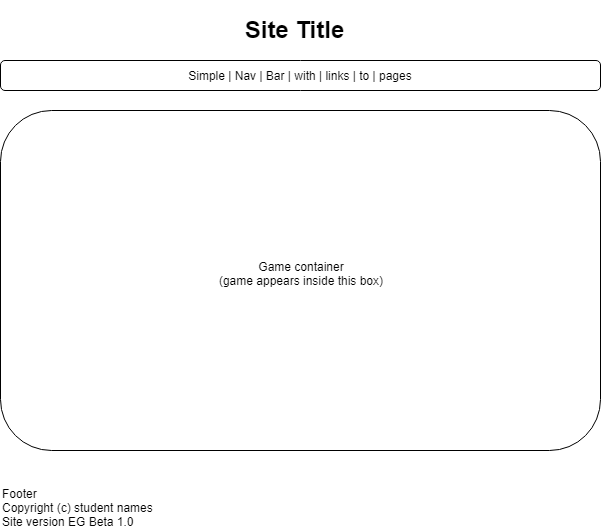 Site Title
Simple | Nav | Bar | with | links | to | pages
Game container
(game appears inside this box)
Footer
Copyright (c) student names
Site version EG Beta 1.0